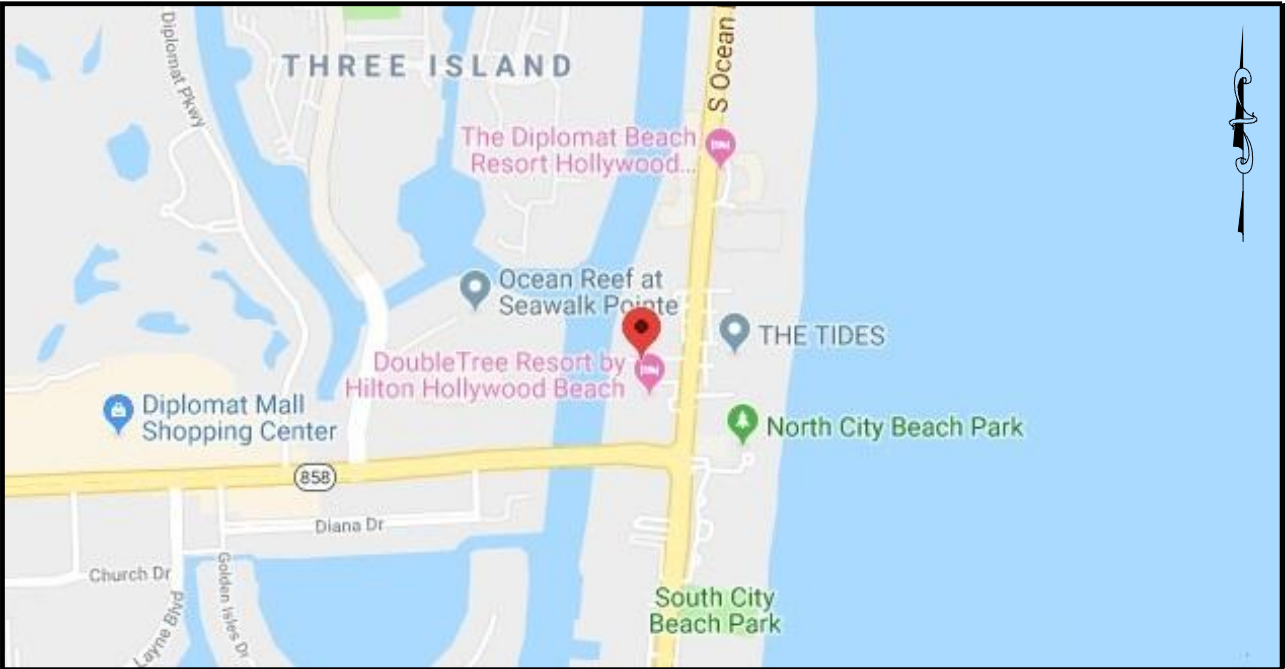 Diplomat Pkwy
THREE ISLAND
S Ocean
The Diplomat Beach
Resort Hollywood...
Ocean Reef at
Seawalk Pointe
THE TIDES
DoubleTree Resort by
Hilton Hollywood Beach
Diplomat Mall
Shopping Center
North City Beach Park
858
Diana Dr
Church Dr
Golden Isles Dr
Layne Blvd
South City
Beach Park